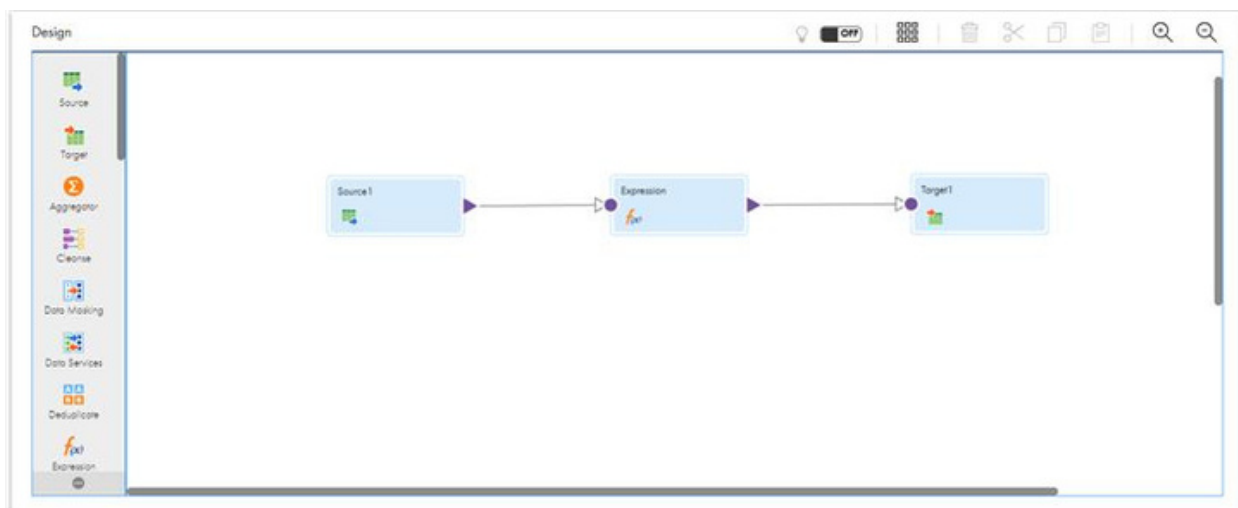 Design
OFF
Source
Target
Aggregator
Cleanse
Data Masking
Data Services
Deduplicate
f(x)
Expression
Source1
Expression
f(x)
Target1